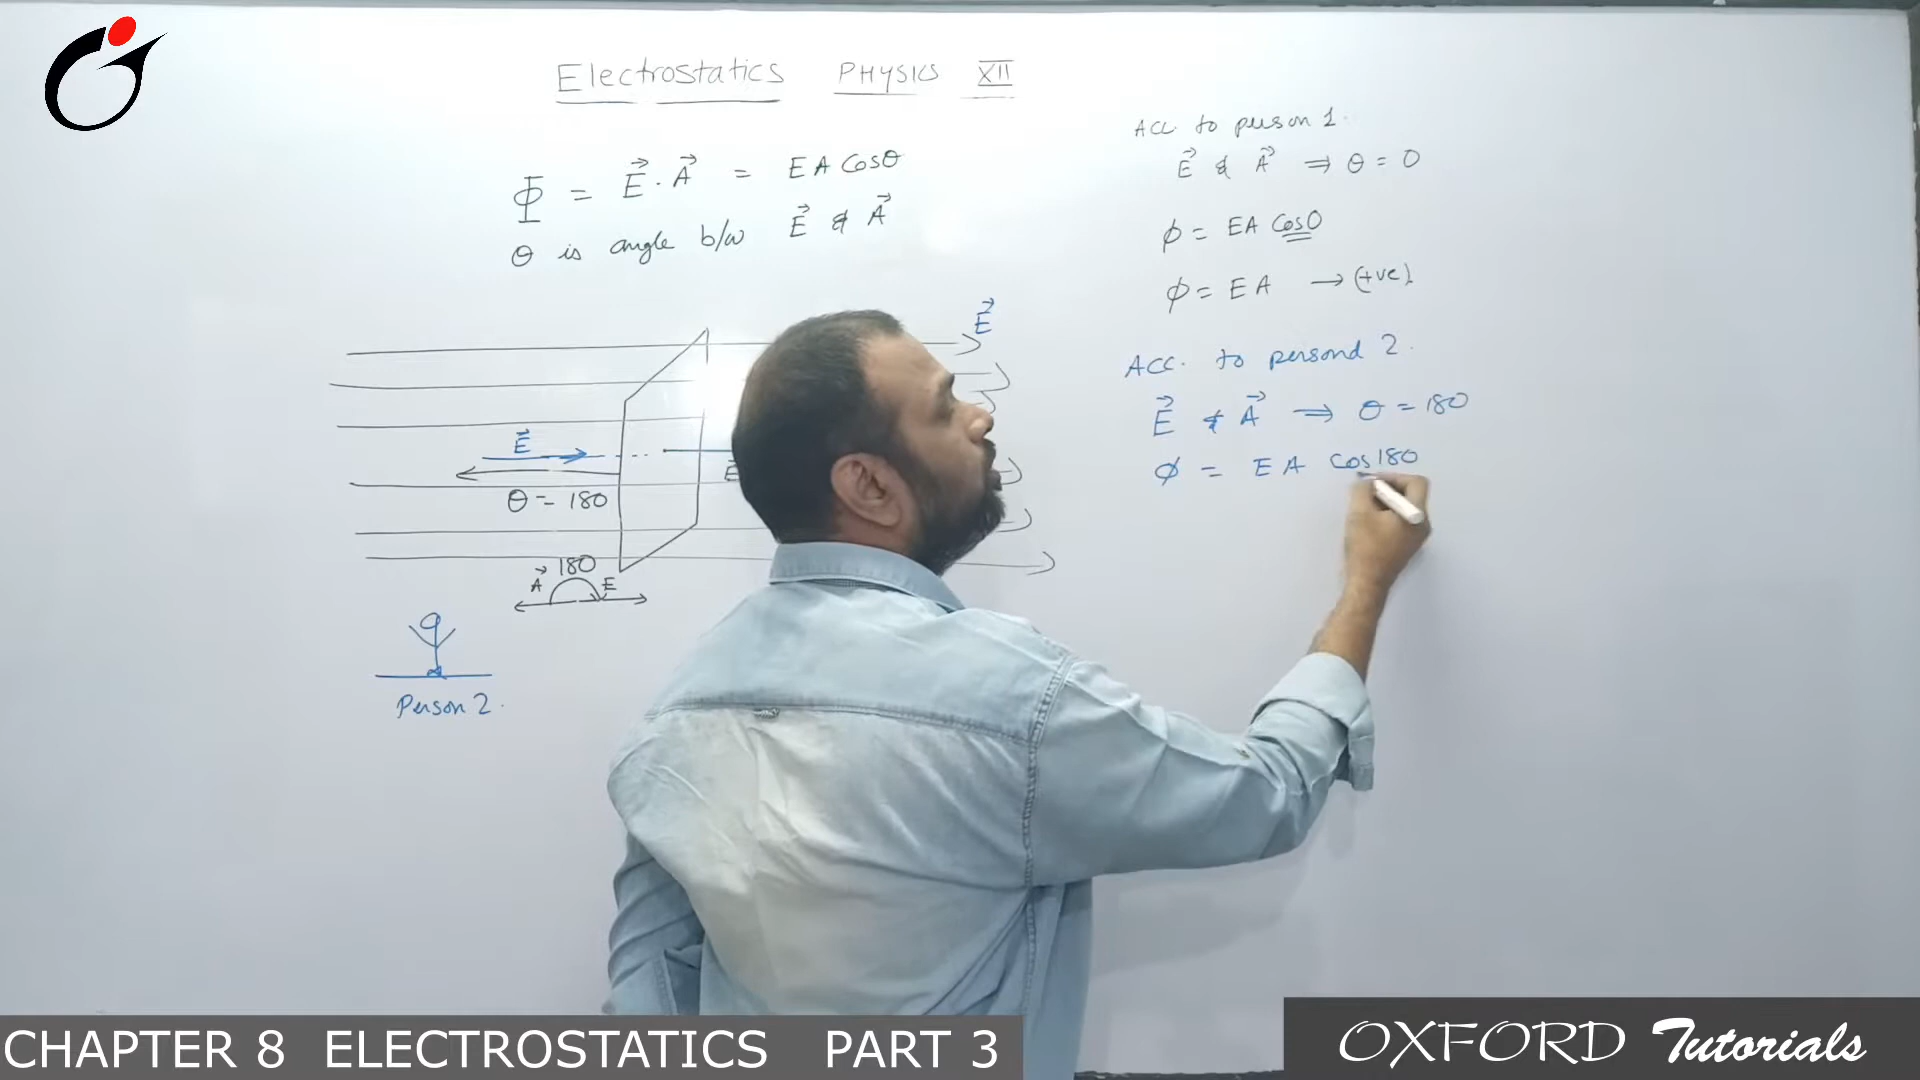 Electrostatics PHYSICS XII
Φ = E⃗ . A⃗ = EA Cosθ
θ is angle b/w E⃗ & A⃗
E⃗
E⃗
θ = 180
180
A⃗ E
Person 2.
Acc. to person 1.
E⃗ & A⃗ ⇒ θ = 0
ϕ = EA Cos0
ϕ = EA → (+ve).
Acc. to persond 2.
E⃗ & A⃗ ⇒ θ = 180
ϕ = EA Cos180
CHAPTER 8 ELECTROSTATICS PART 3
OXFORD Tutorials